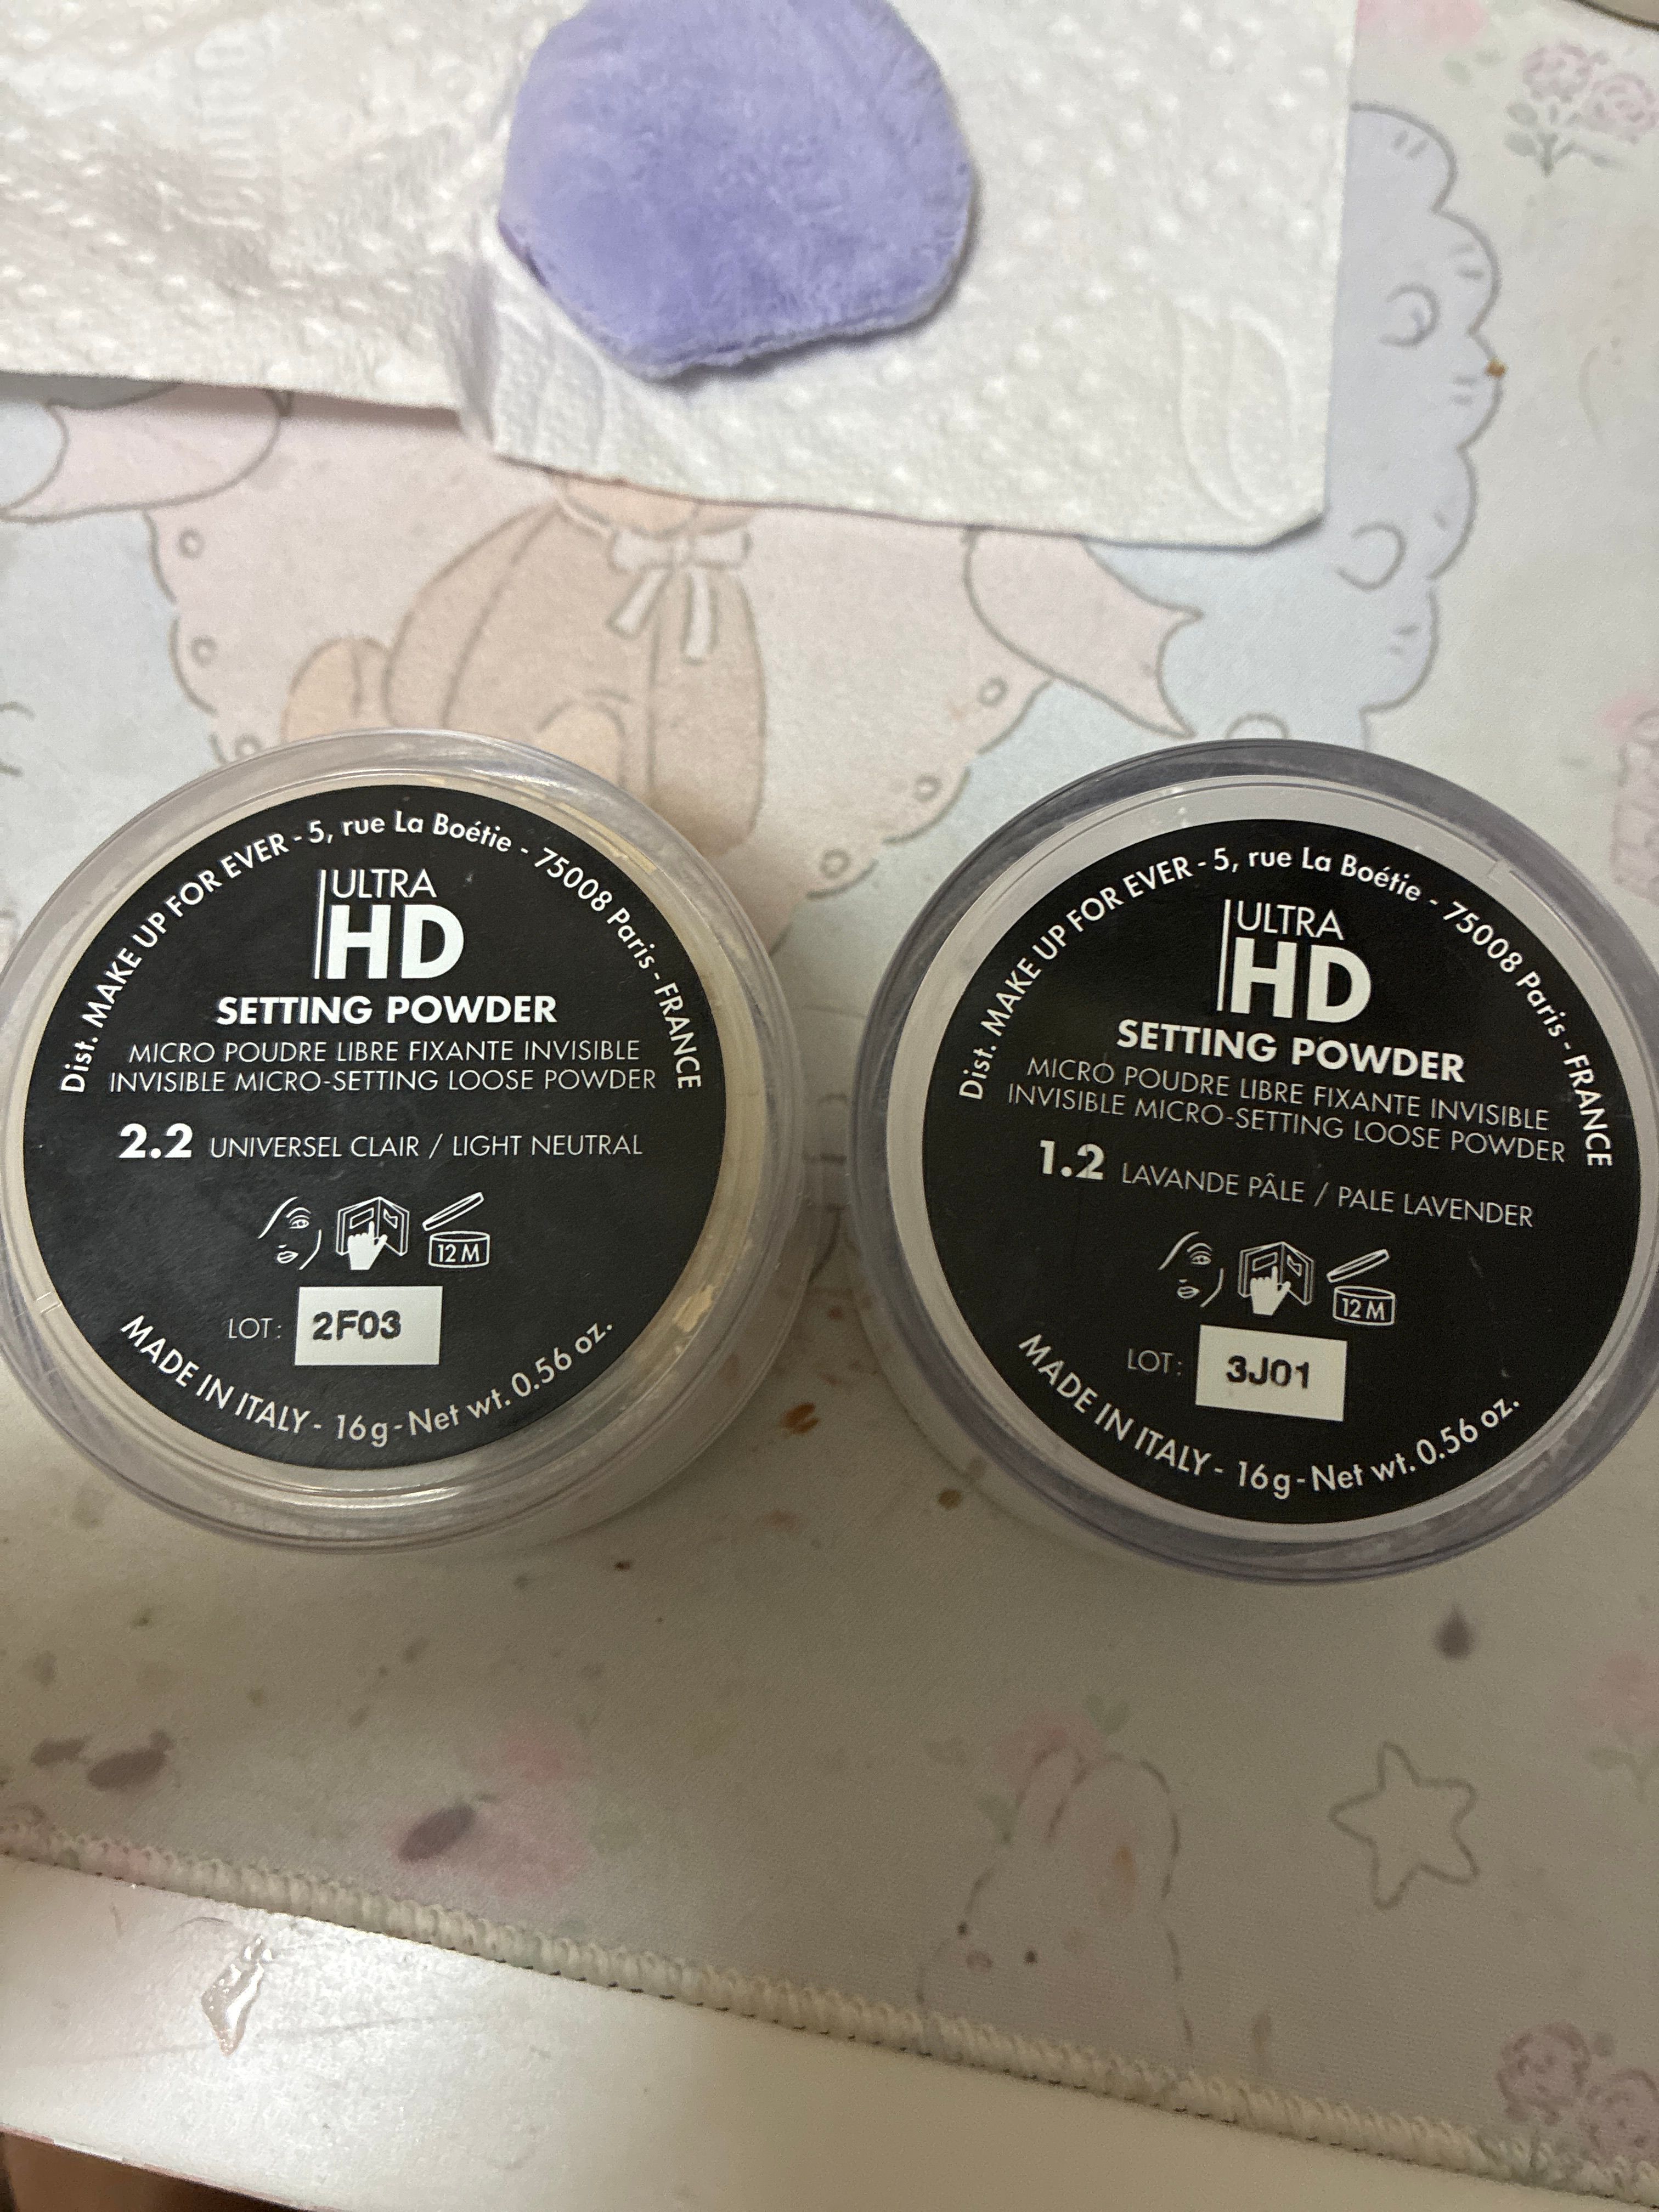 Dist. MAKE UP FOR EVER - 5, rue La Boétie - 75008 Paris - FRANCE
ULTRA
HD
SETTING POWDER
MICRO POUDRE LIBRE FIXANTE INVISIBLE
INVISIBLE MICRO-SETTING LOOSE POWDER
2.2 UNIVERSEL CLAIR / LIGHT NEUTRAL
12 M
LOT: 2F03
MADE IN ITALY - 16g - Net wt. 0.56 oz.
Dist. MAKE UP FOR EVER - 5, rue La Boétie - 75008 Paris - FRANCE
ULTRA
HD
SETTING POWDER
MICRO POUDRE LIBRE FIXANTE INVISIBLE
INVISIBLE MICRO-SETTING LOOSE POWDER
1.2 LAVANDE PÂLE / PALE LAVENDER
12 M
LOT: 3J01
MADE IN ITALY - 16g - Net wt. 0.56 oz.